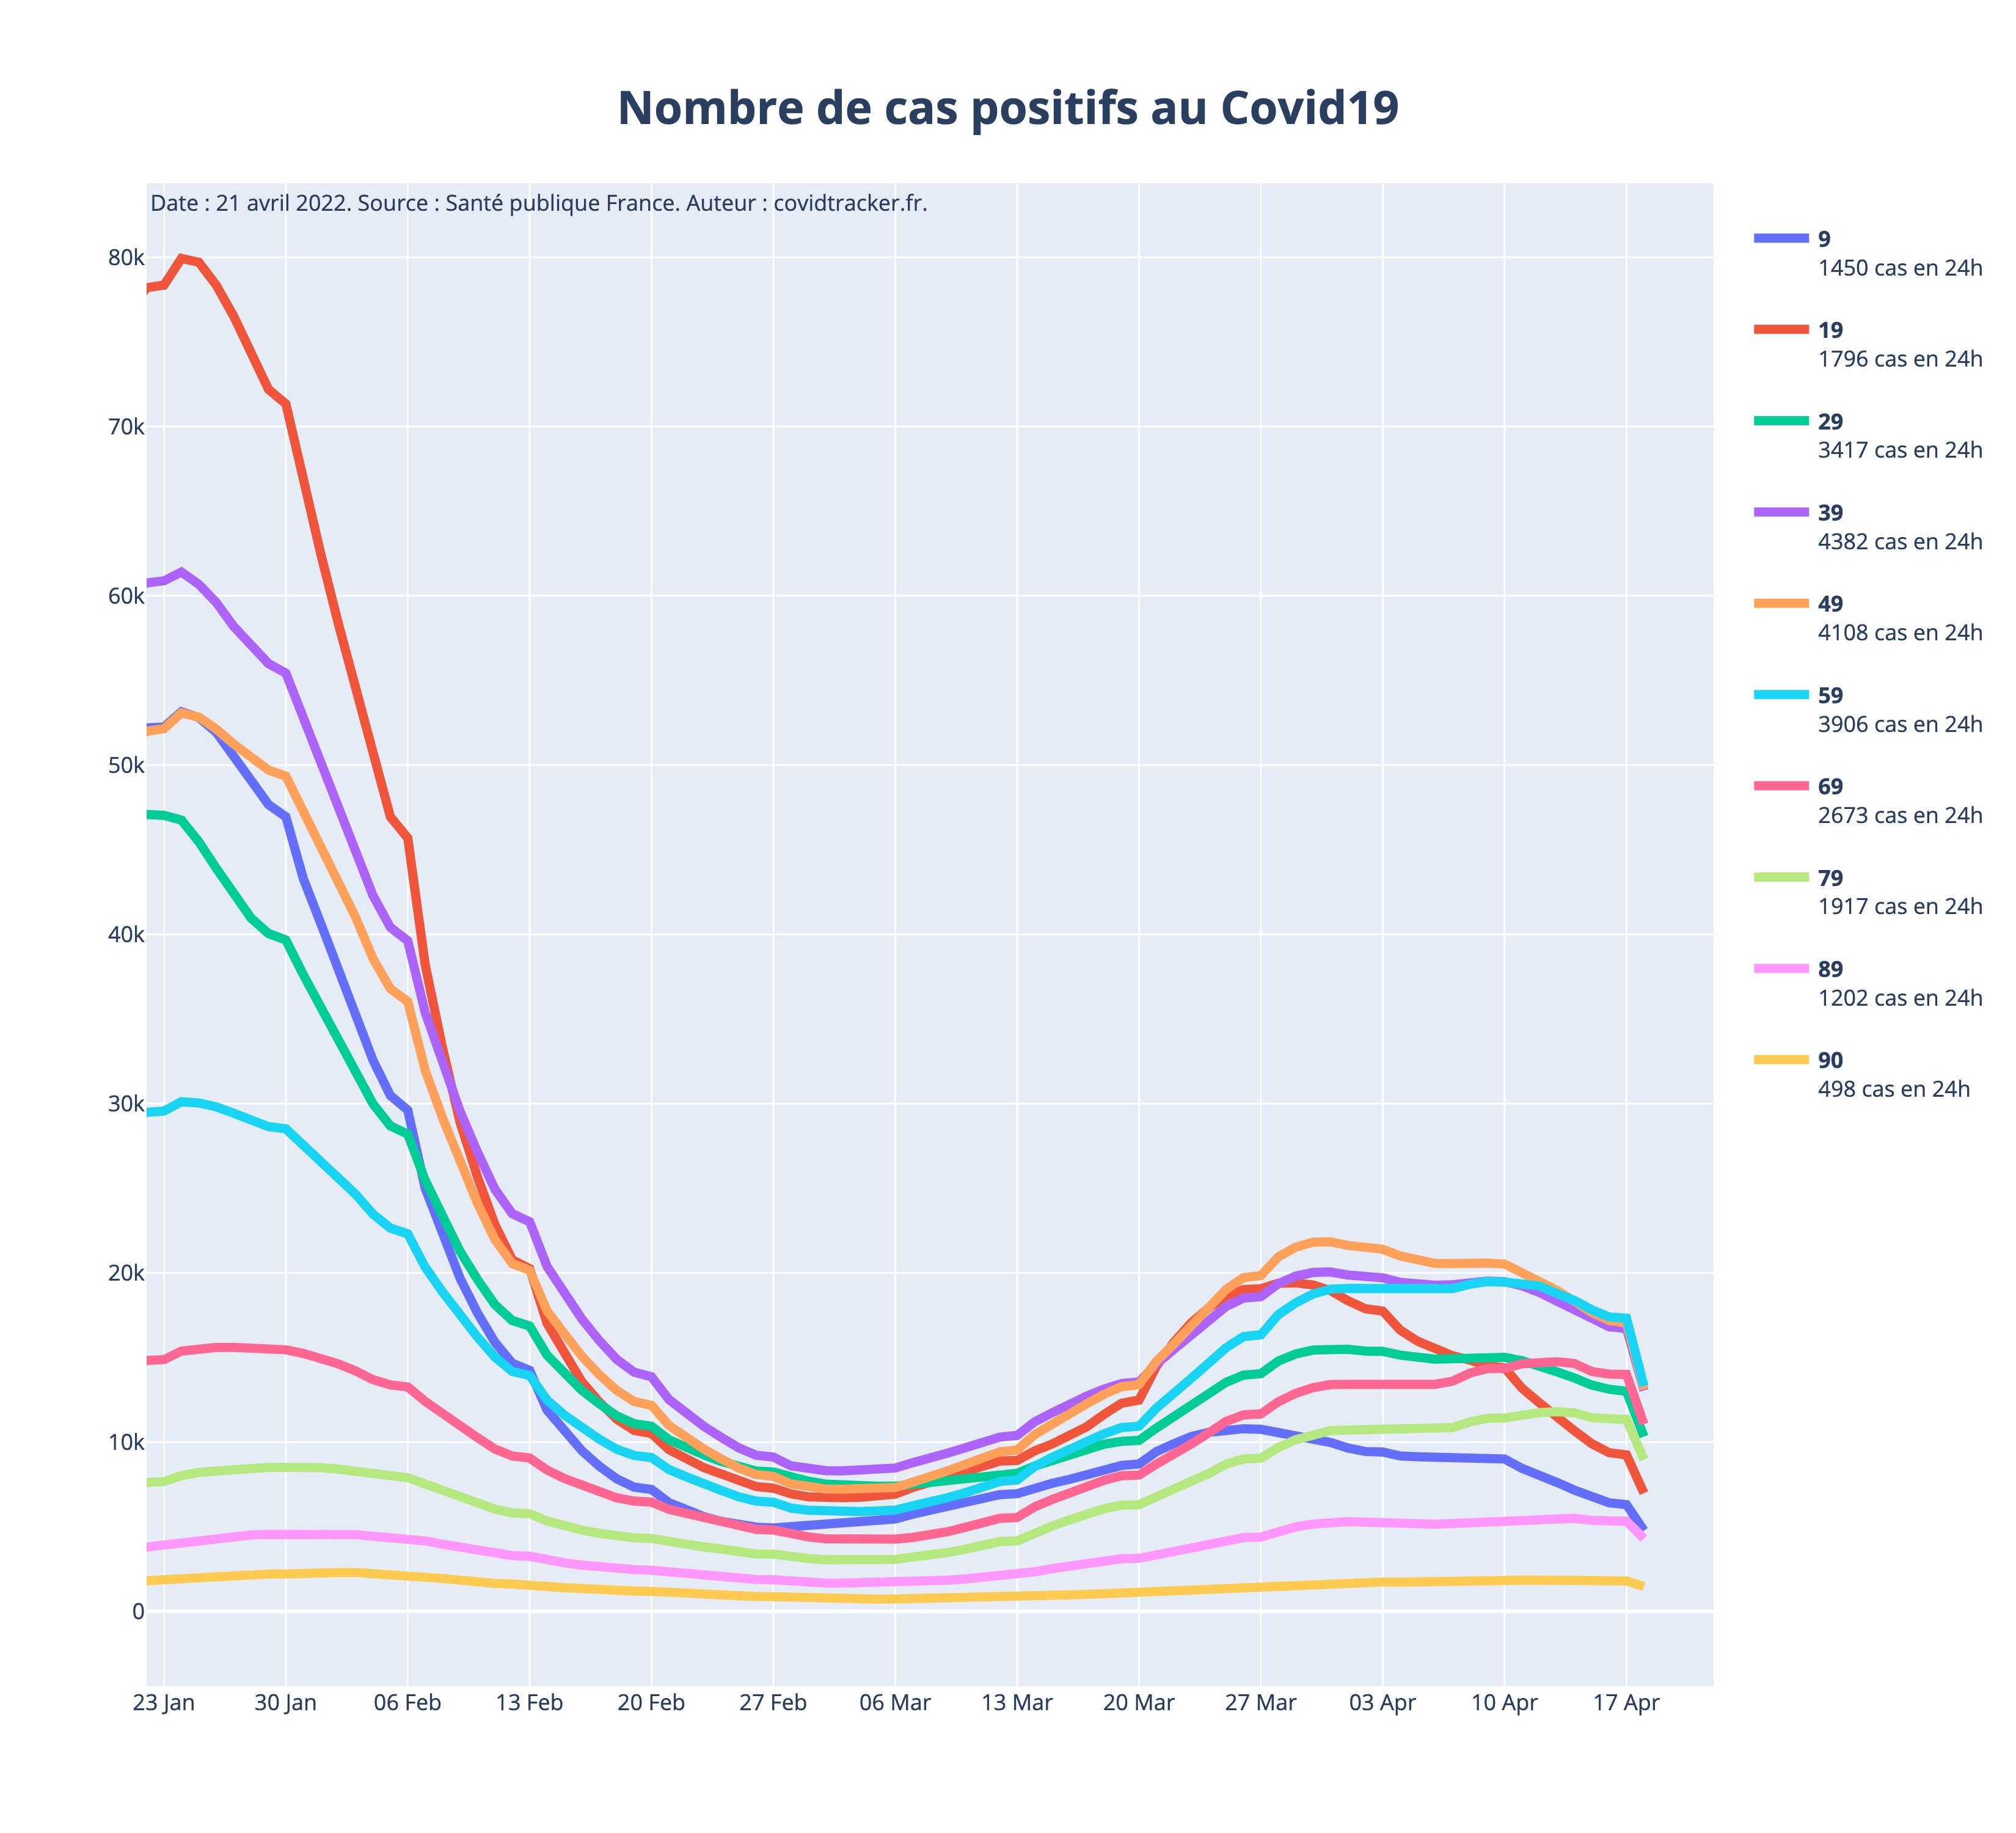 Nombre de cas positifs au Covid19
Date : 21 avril 2022. Source : Santé publique France. Auteur : covidtracker.fr.
80k
70k
60k
50k
40k
30k
20k
10k
0
23 Jan
30 Jan
06 Feb
13 Feb
20 Feb
27 Feb
06 Mar
13 Mar
20 Mar
27 Mar
03 Apr
10 Apr
17 Apr
9
1450 cas en 24h
19
1796 cas en 24h
29
3417 cas en 24h
39
4382 cas en 24h
49
4108 cas en 24h
59
3906 cas en 24h
69
2673 cas en 24h
79
1917 cas en 24h
89
1202 cas en 24h
90
498 cas en 24h